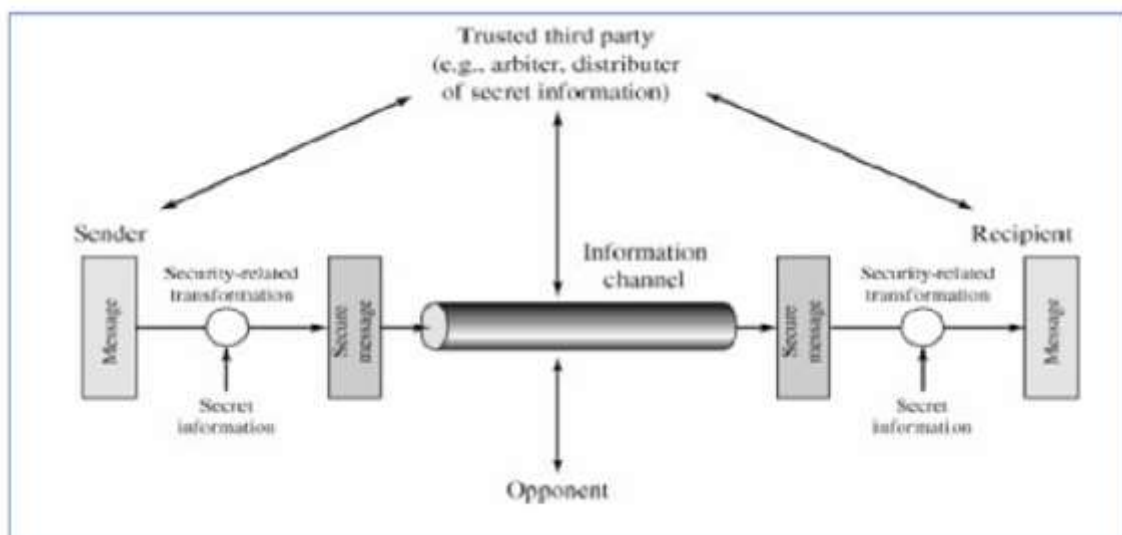 Trusted third party
(e.g., arbiter, distributer
of secret information)
Sender
Recipient
Information
channel
Security-related
transformation
Security-related
transformation
Message
Secure
message
Secure
message
Message
Secret
information
Secret
information
Opponent